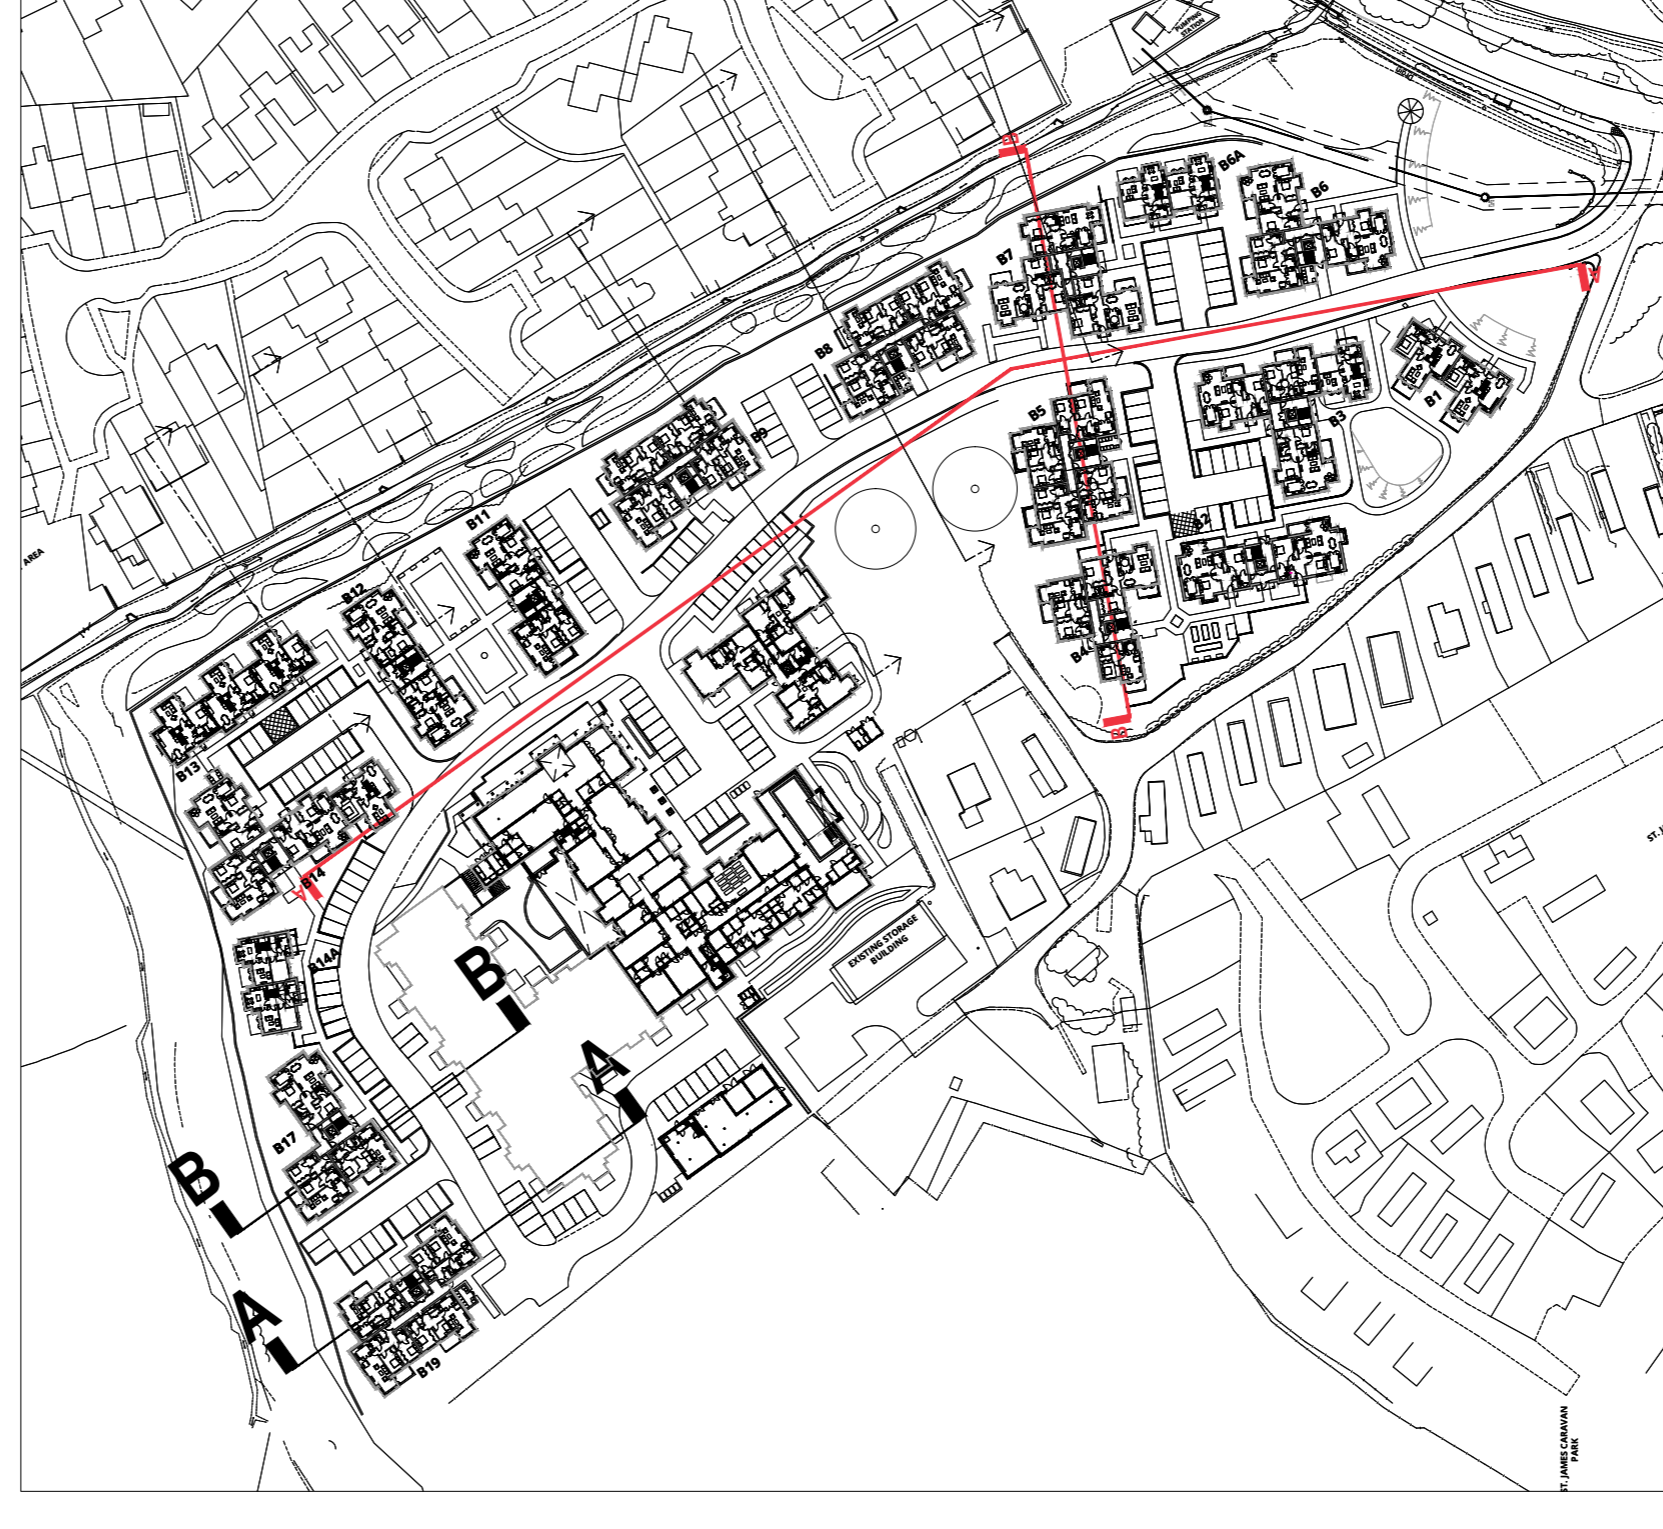 PUMPING
STATION
B
B6A
B6
B7
A
B8
B1
B5
B3
B9
B11
B2
AREA
B12
B4
B
B13
B14
A
EXISTING STORAGE
BUILDING
B14A
B
A
B17
B
A
B19
ST. JAMES CARAVAN
PARK